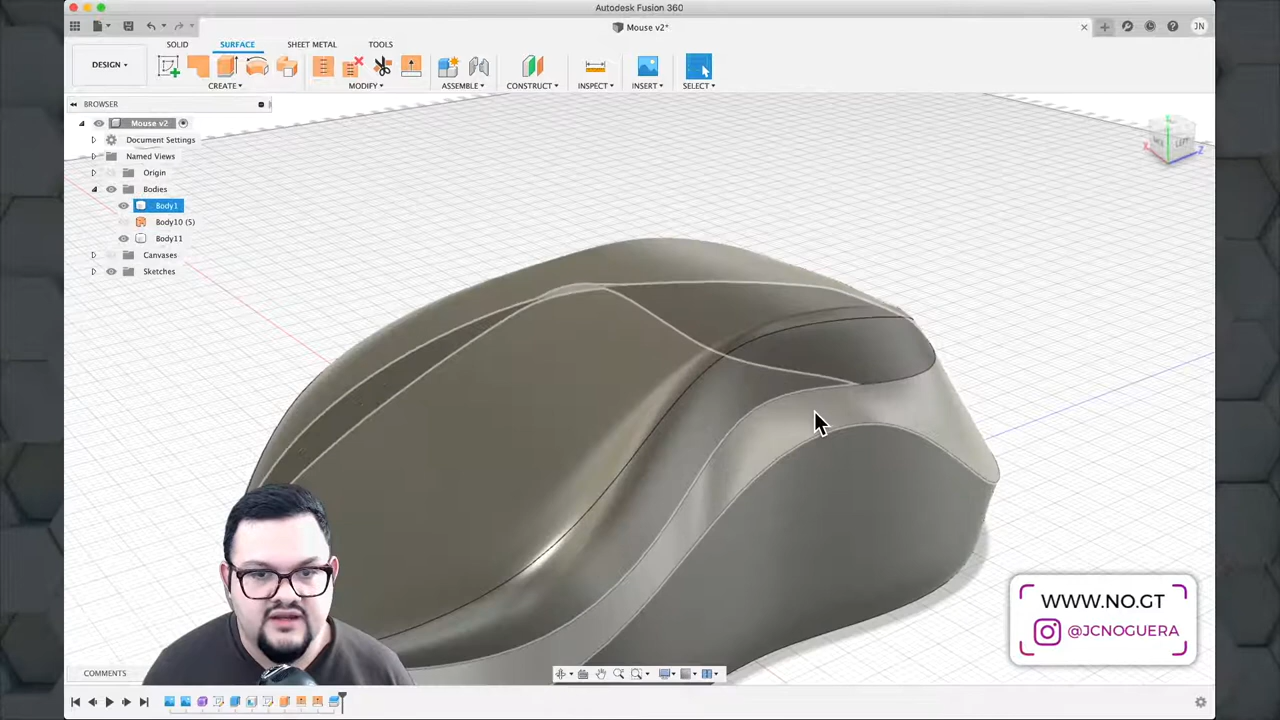 Autodesk Fusion 360
Mouse v2*
JN
SOLID
SURFACE
SHEET METAL
TOOLS
DESIGN
CREATE
MODIFY
ASSEMBLE
CONSTRUCT
INSPECT
INSERT
SELECT
BROWSER
Mouse v2
Document Settings
Named Views
Origin
Bodies
Body1
Body10 (5)
Body11
Canvases
Sketches
LEFT
X
Z
WWW.NO.GT
@JCNOGUERA
COMMENTS